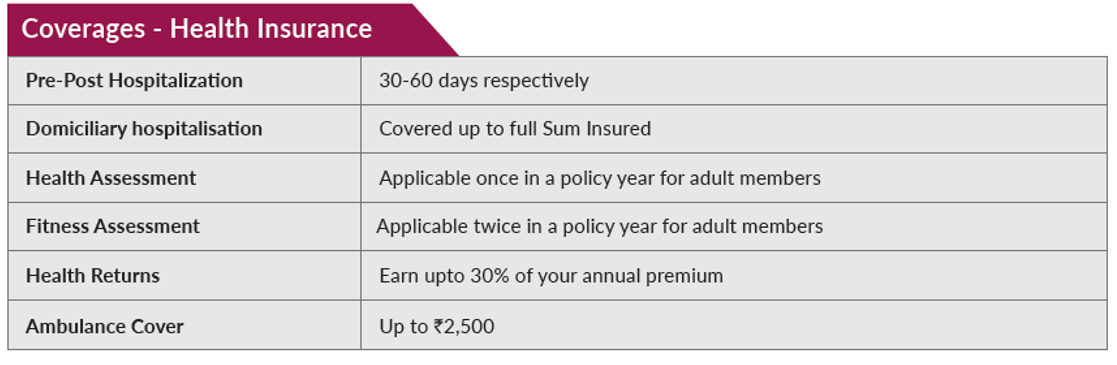 Coverages - Health Insurance
Pre-Post Hospitalization 30-60 days respectively
Domiciliary hospitalisation Covered up to full Sum Insured
Health Assessment Applicable once in a policy year for adult members
Fitness Assessment Applicable twice in a policy year for adult members
Health Returns Earn upto 30% of your annual premium
Ambulance Cover Up to ₹2,500